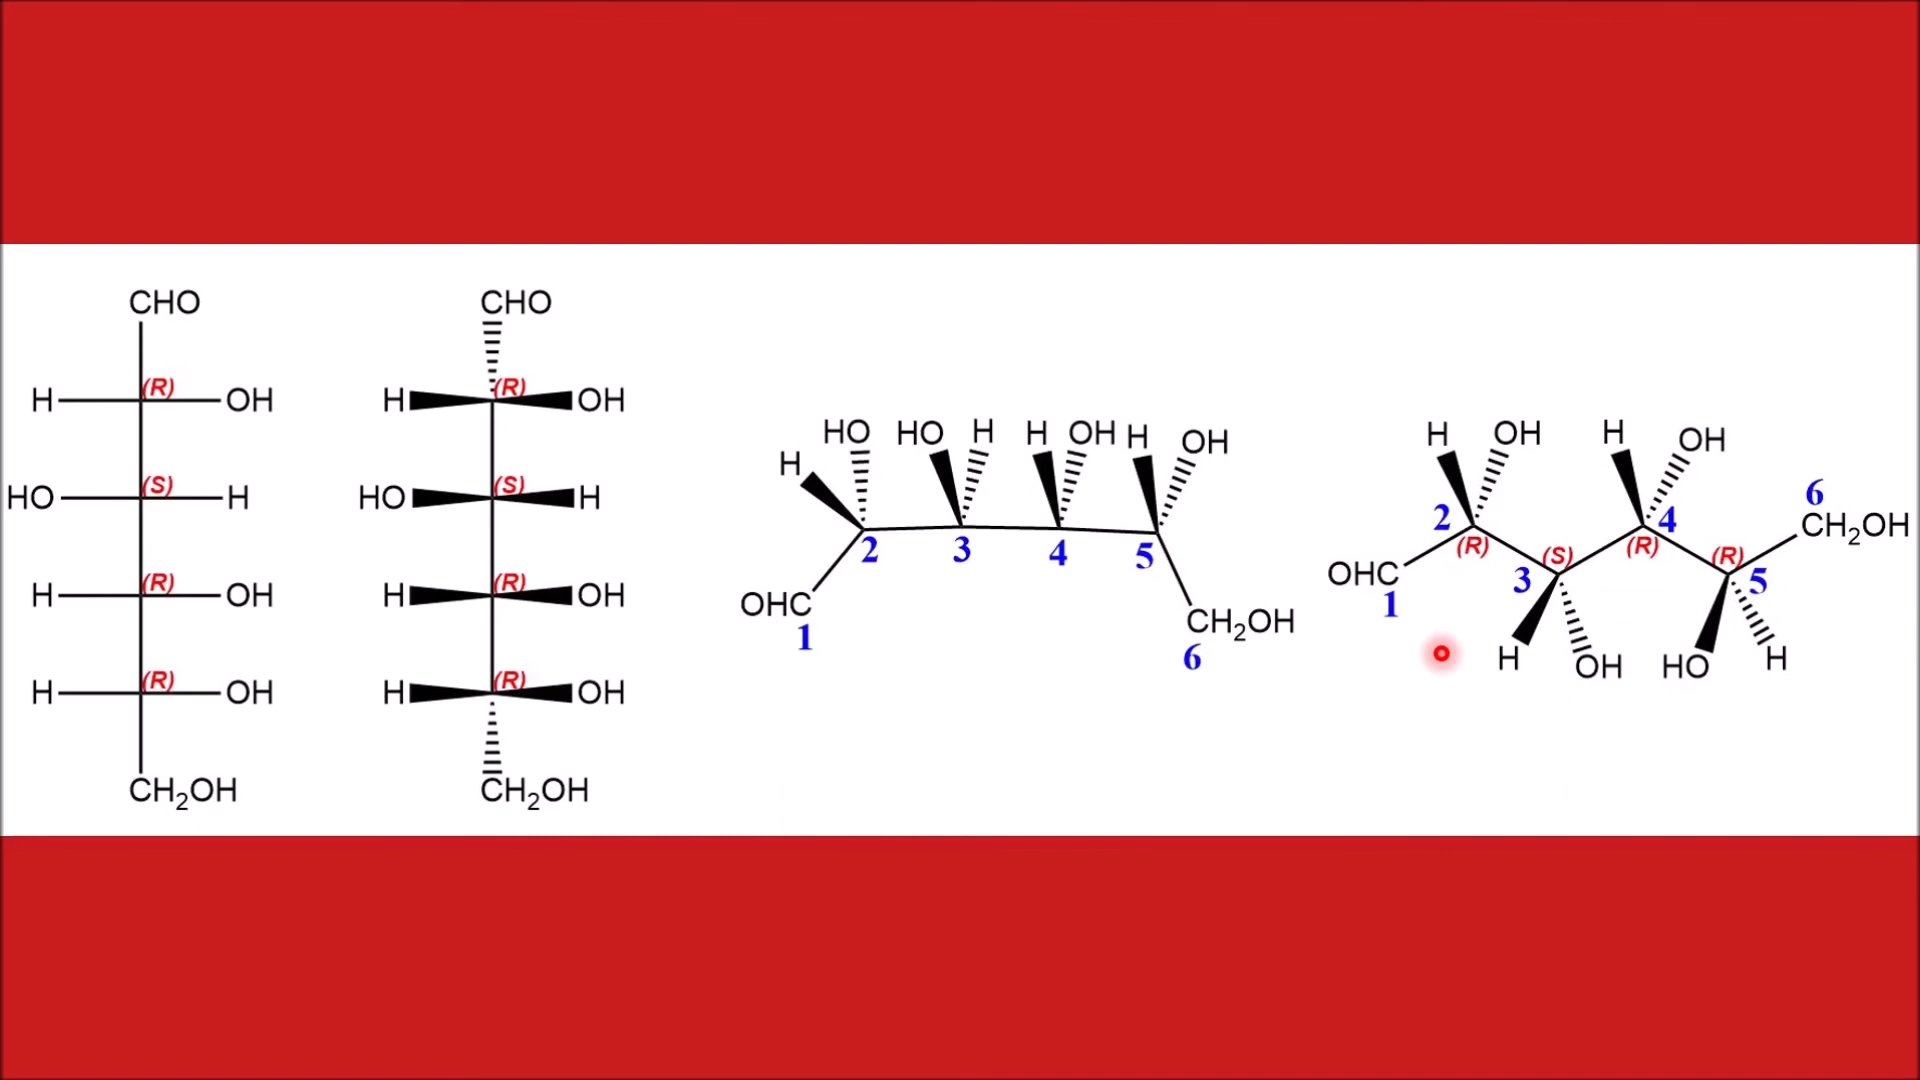 CHO
H (R) OH
HO (S) H
H (R) OH
H (R) OH
CH2OH
CHO
H (R) OH
HO (S) H
H (R) OH
H (R) OH
CH2OH
H HO HO H H OH H OH
2 3 4 5
OHC
1
CH2OH
6
H OH H OH
2 (R) (S) 4 (R) (R) 6
CH2OH
OHC
1
3 5
H OH HO H